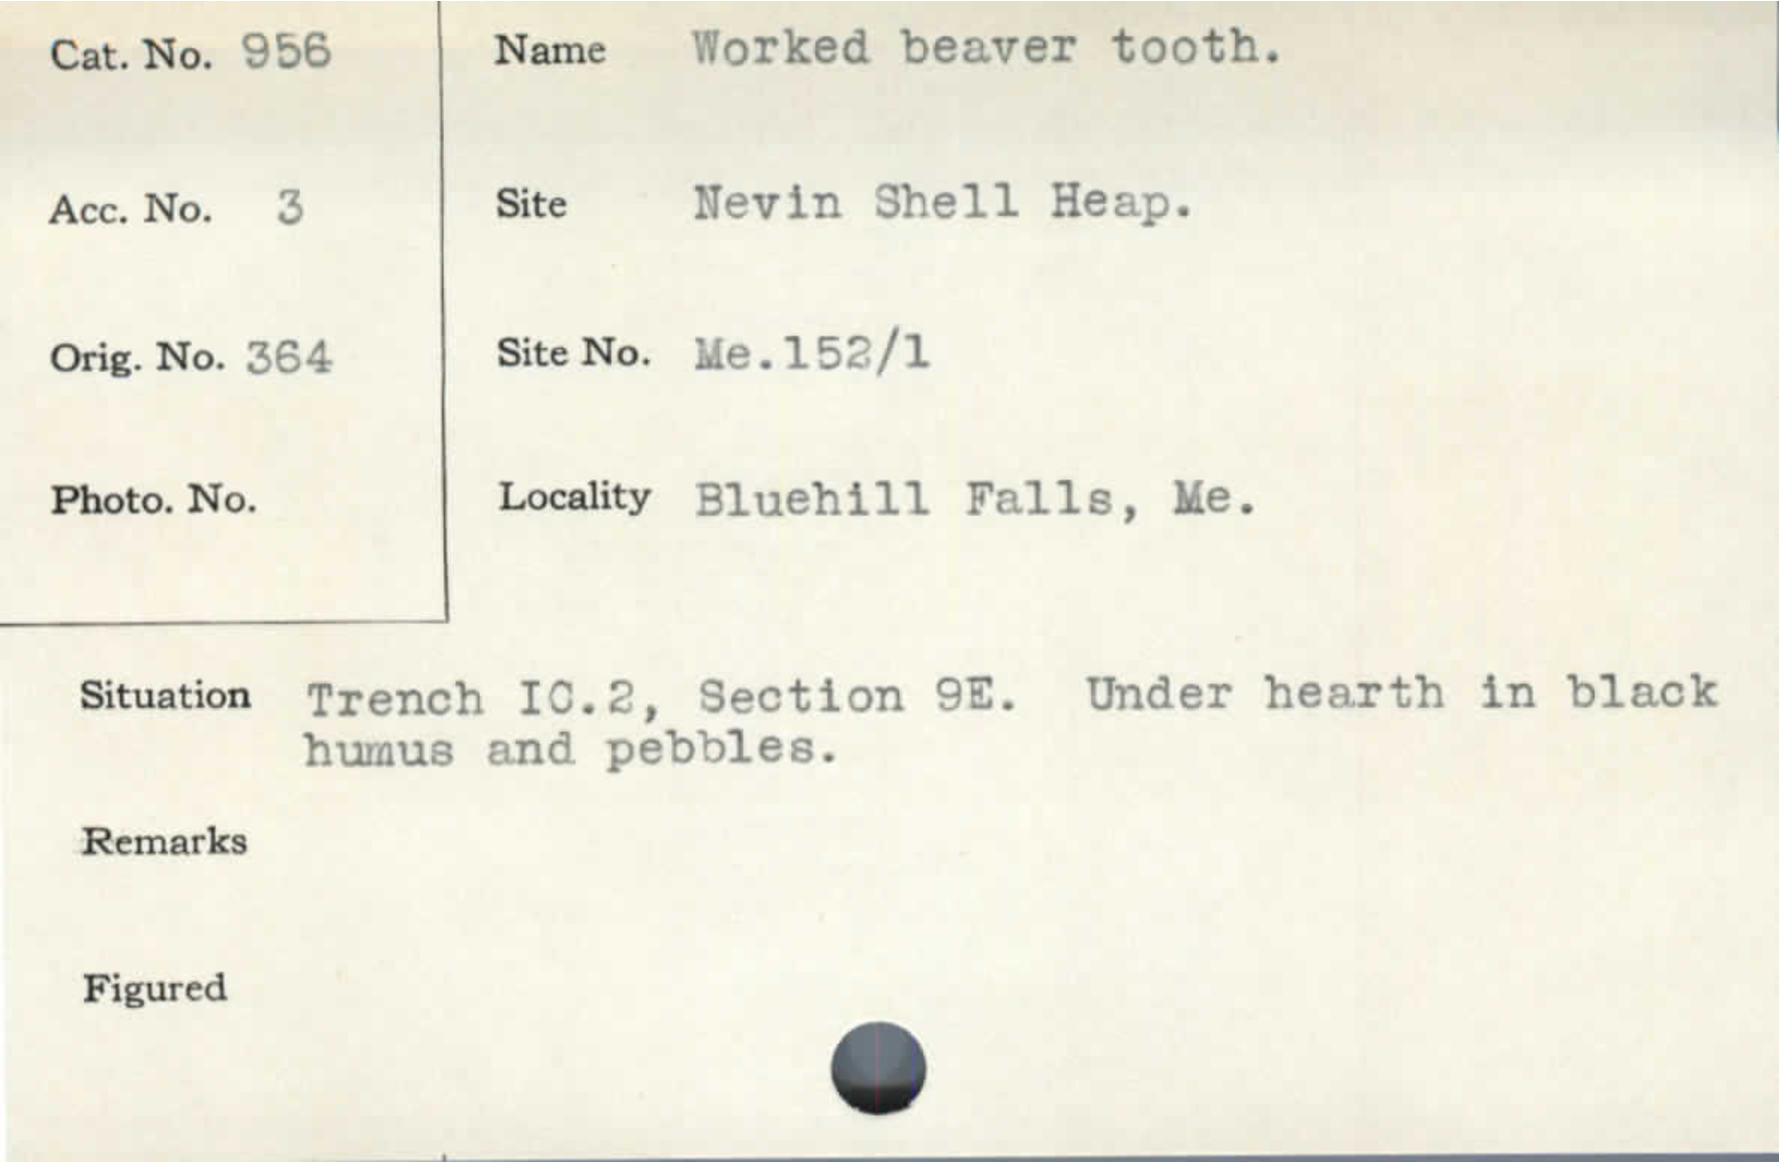 Cat. No. 956
Name Worked beaver tooth.
Acc. No. 3
Site Nevin Shell Heap.
Orig. No. 364
Site No. Me.152/1
Photo. No.
Locality Bluehill Falls, Me.
Situation Trench IC.2, Section 9E. Under hearth in black
humus and pebbles.
Remarks
Figured